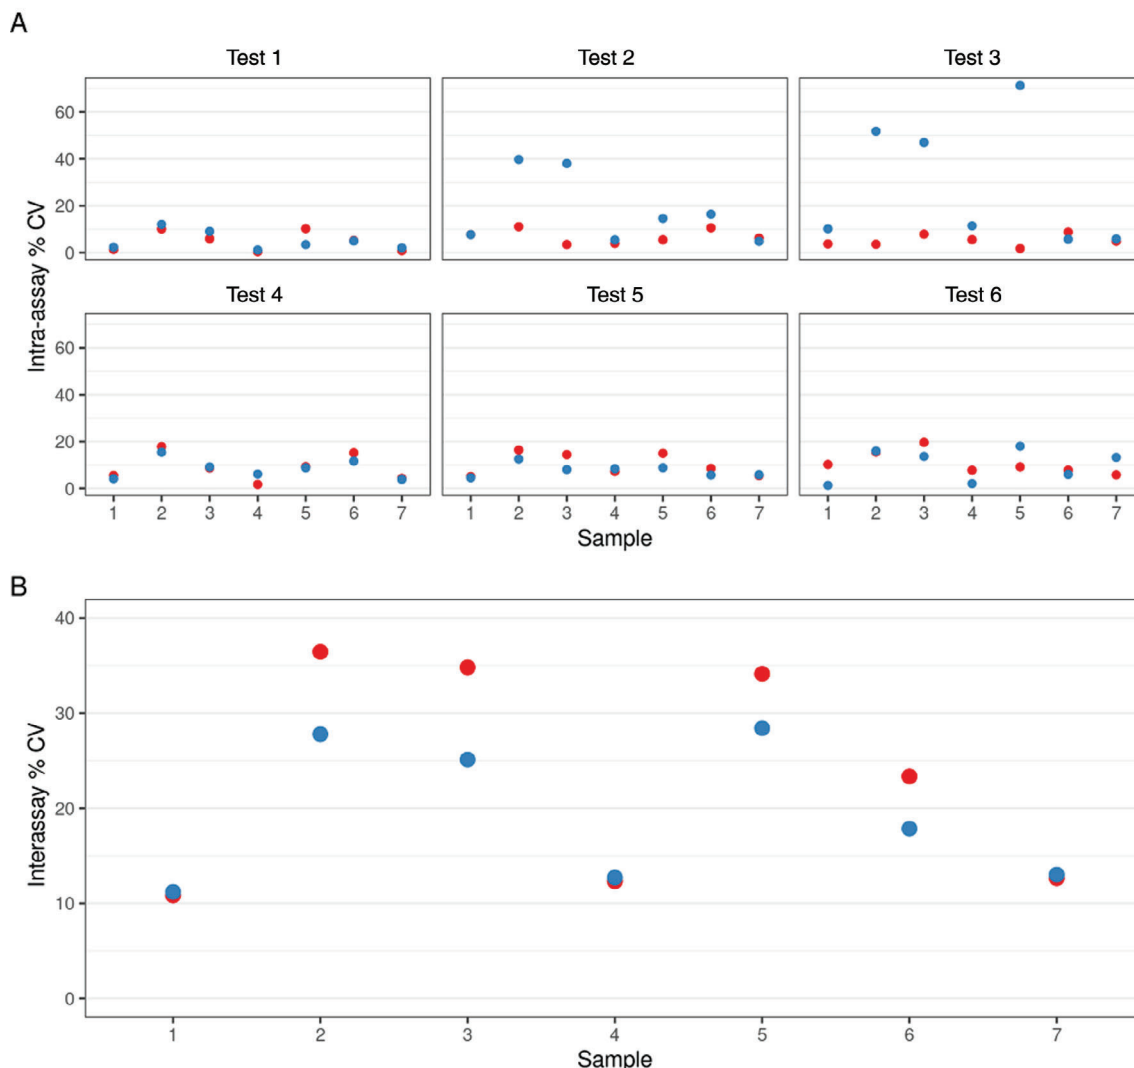 A
Test 1 Test 2 Test 3
60
40
20
0
Test 4 Test 5 Test 6
60
40
20
0
Intra-assay % CV
1 2 3 4 5 6 7 1 2 3 4 5 6 7 1 2 3 4 5 6 7
Sample
B
40
30
20
10
0
Interassay % CV
1 2 3 4 5 6 7
Sample